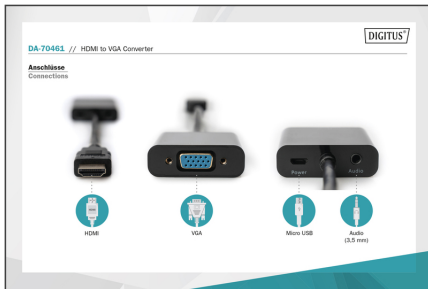 DIGITUS®
DA-70461 // HDMI to VGA Converter
Anschlüsse
Connections
Power
Audio
HDMI
VGA
Micro USB
Audio
(3,5 mm)